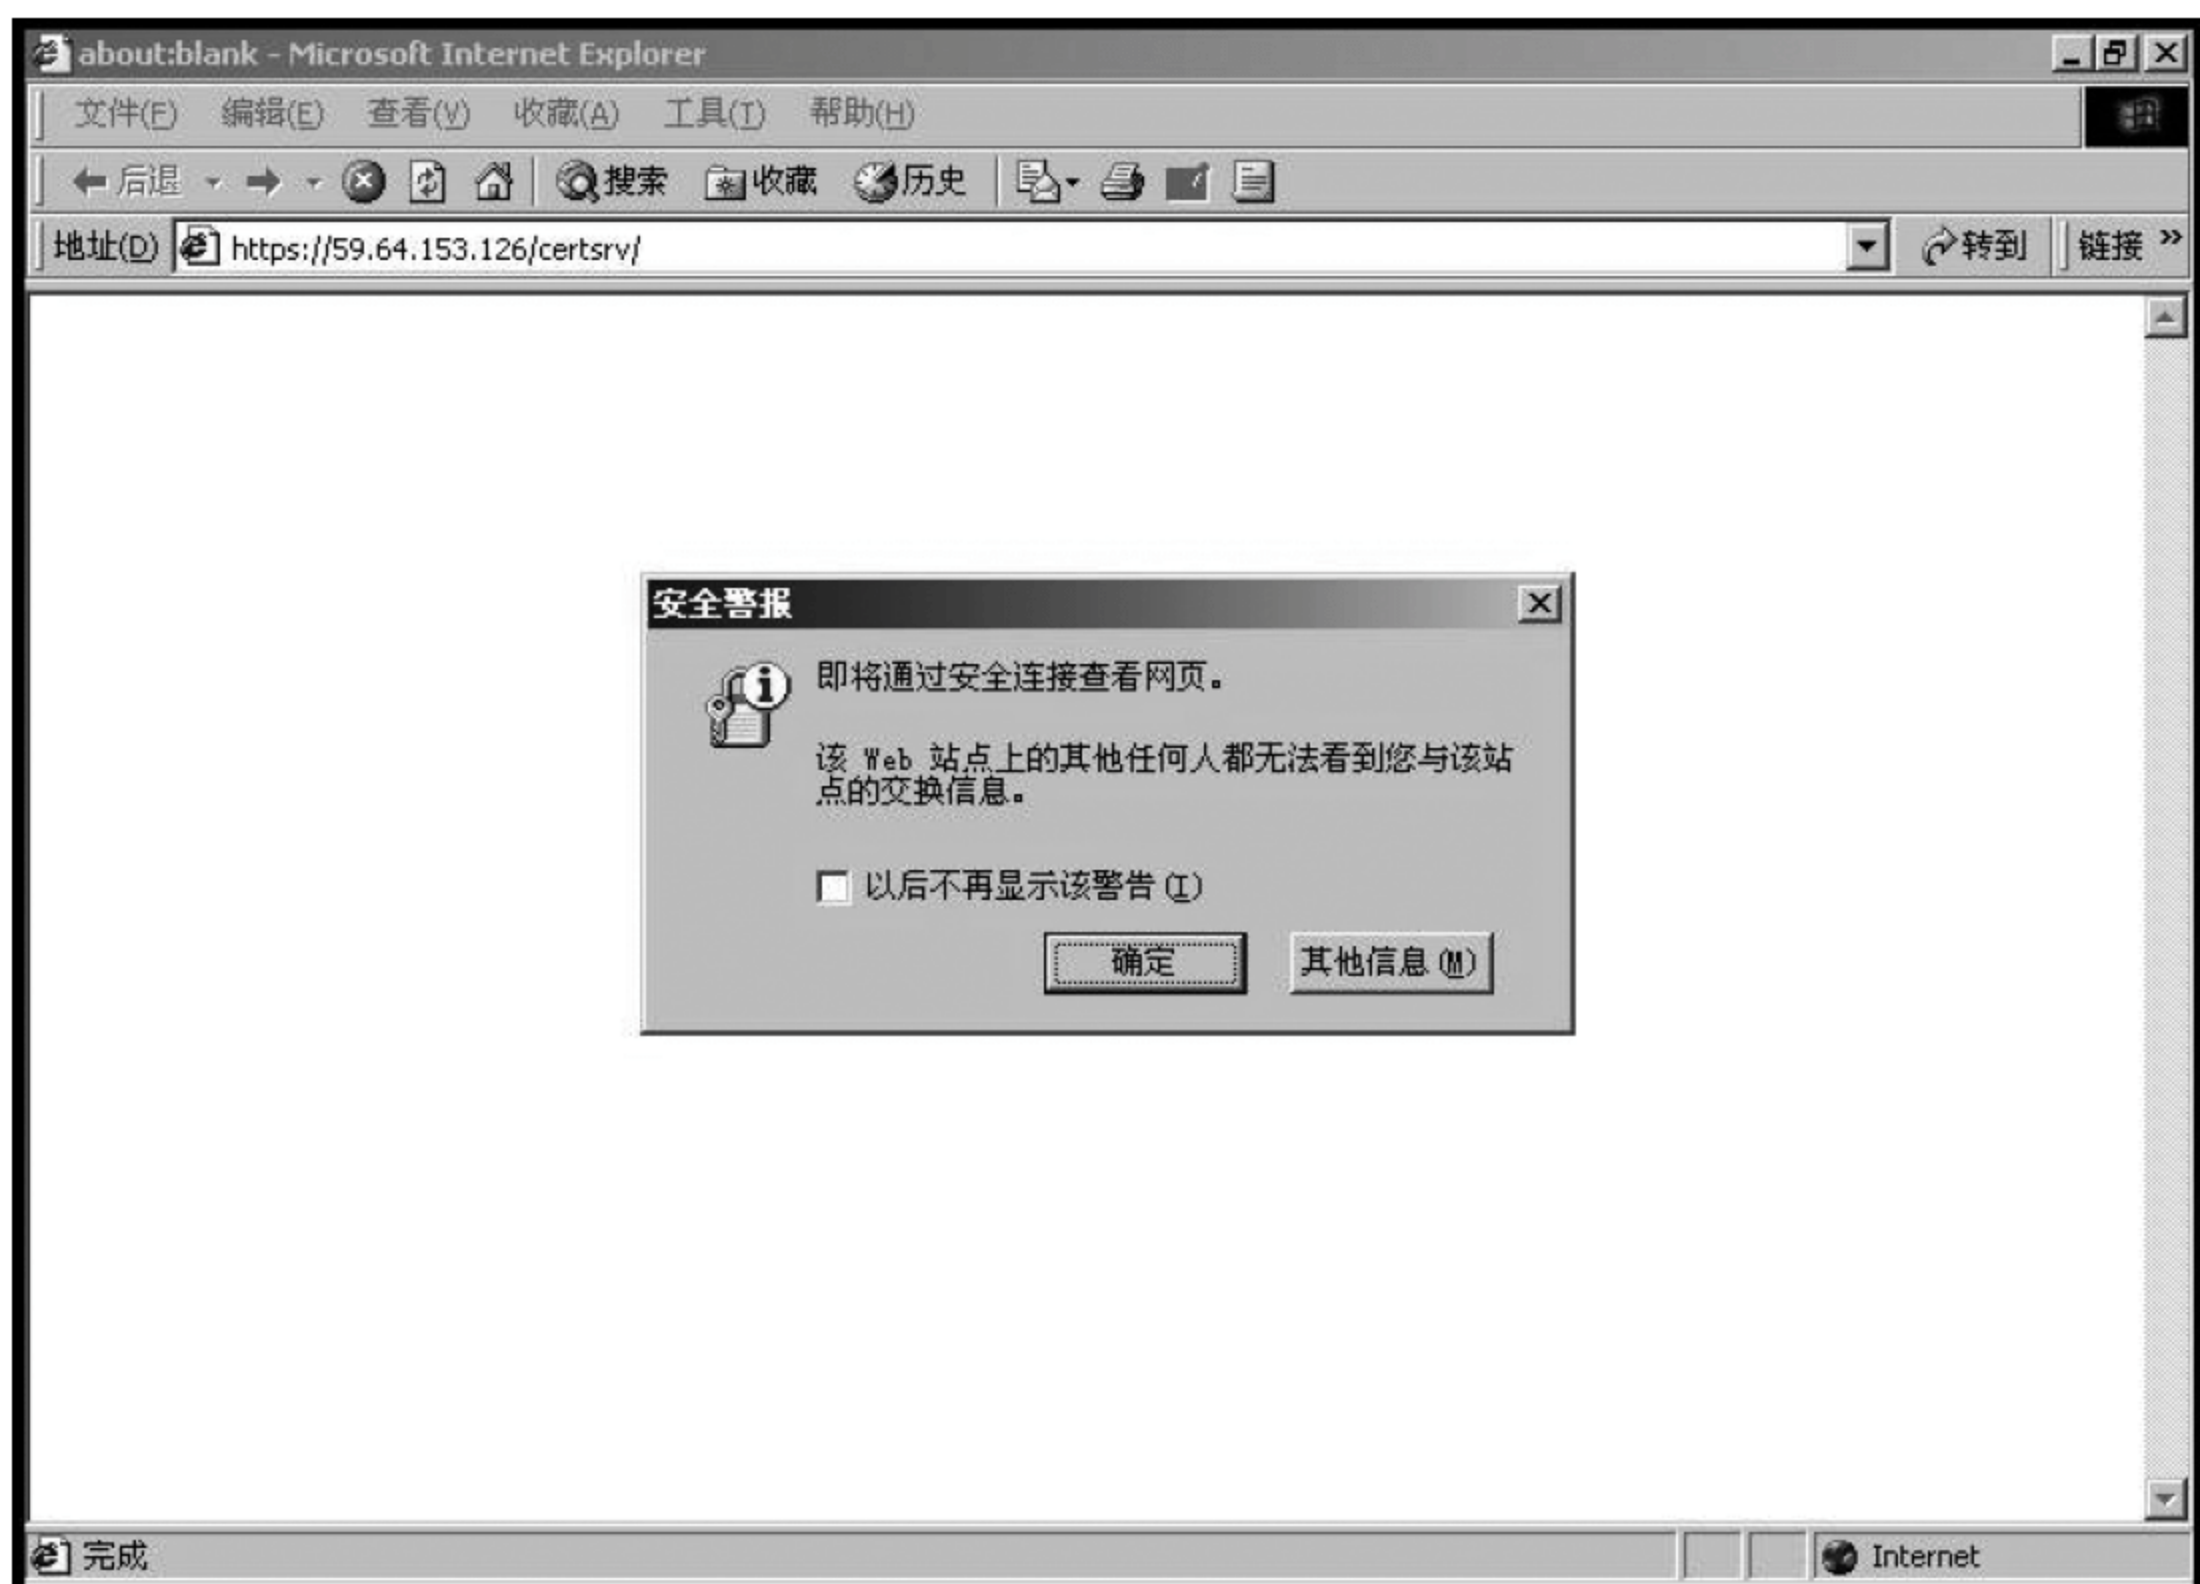 about:blank - Microsoft Internet Explorer
文件(F) 编辑(E) 查看(V) 收藏(A) 工具(T) 帮助(H)
后退 搜索 收藏 历史
地址(D) https://59.64.153.126/certsrv/ 转到 链接 »
安全警报
即将通过安全连接查看网页。
该 Web 站点上的其他任何人都无法看到您与该站
点的交换信息。
以后不再显示该警告(I)
确定 其他信息(M)
完成 Internet